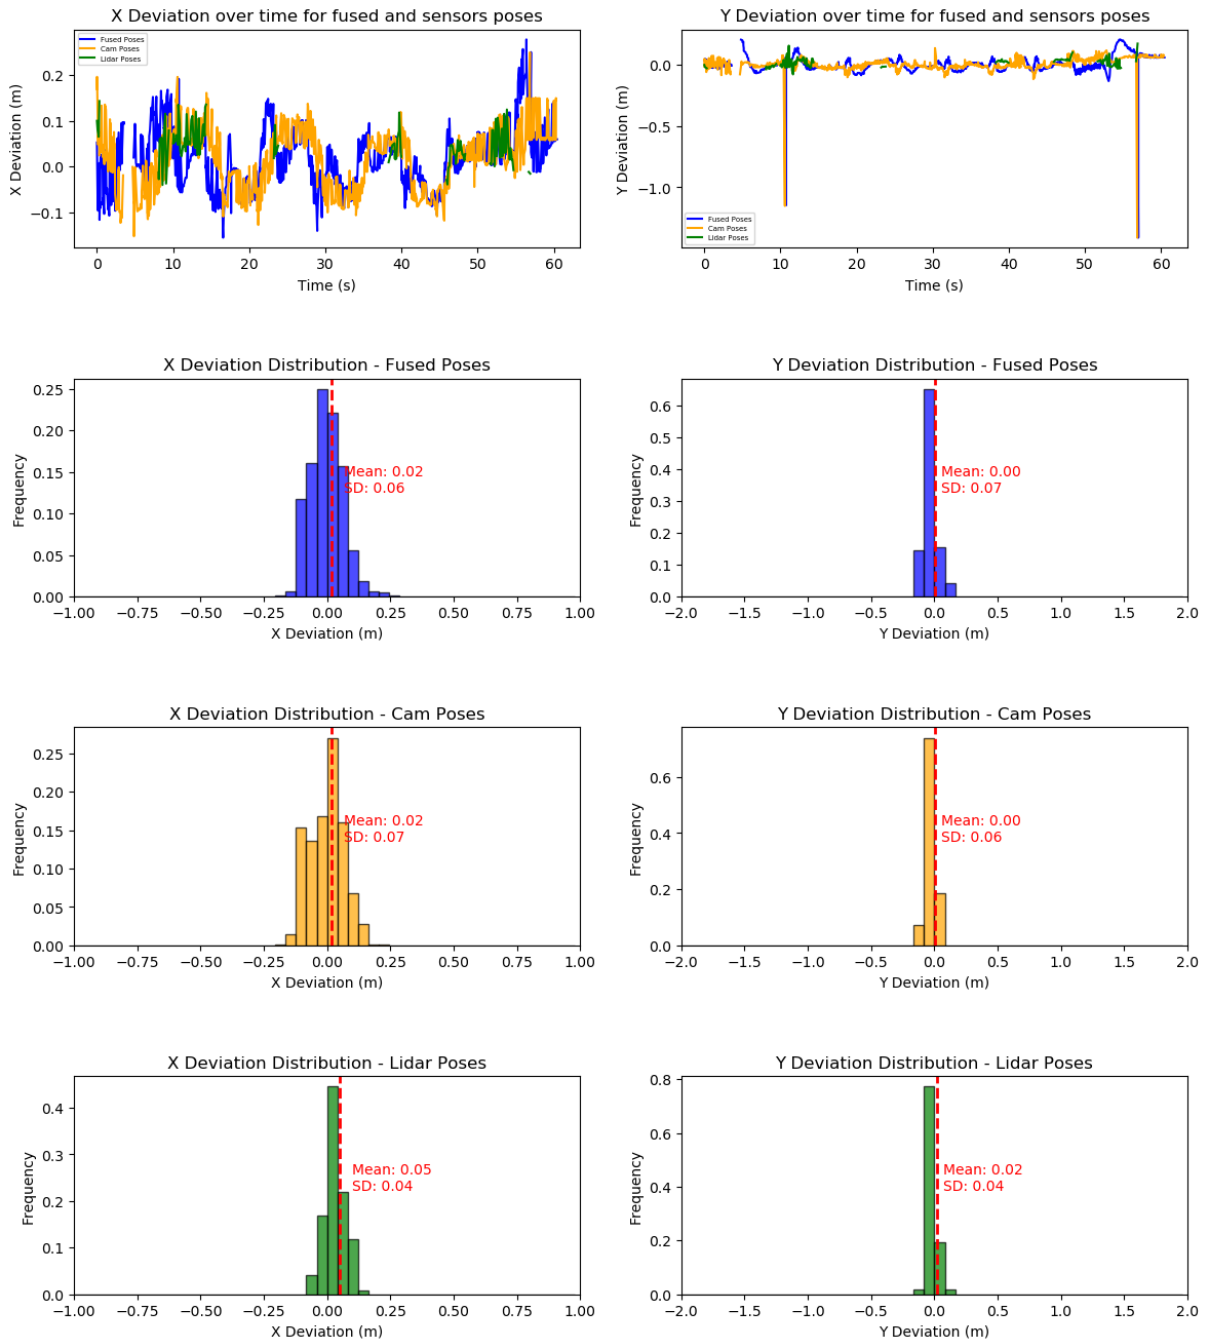 X Deviation over time for fused and sensors poses
Fused Poses
Cam Poses
Lidar Poses
0.2
0.1
0.0
−0.1
X Deviation (m)
0 10 20 30 40 50 60
Time (s)
Y Deviation over time for fused and sensors poses
0.0
−0.5
−1.0
Y Deviation (m)
Fused Poses
Cam Poses
Lidar Poses
0 10 20 30 40 50 60
Time (s)
X Deviation Distribution - Fused Poses
0.25
0.20
0.15
0.10
0.05
0.00
Frequency
Mean: 0.02
SD: 0.06
−1.00 −0.75 −0.50 −0.25 0.00 0.25 0.50 0.75 1.00
X Deviation (m)
Y Deviation Distribution - Fused Poses
0.6
0.5
0.4
0.3
0.2
0.1
0.0
Frequency
Mean: 0.00
SD: 0.07
−2.0 −1.5 −1.0 −0.5 0.0 0.5 1.0 1.5 2.0
Y Deviation (m)
X Deviation Distribution - Cam Poses
0.25
0.20
0.15
0.10
0.05
0.00
Frequency
Mean: 0.02
SD: 0.07
−1.00 −0.75 −0.50 −0.25 0.00 0.25 0.50 0.75 1.00
X Deviation (m)
Y Deviation Distribution - Cam Poses
0.6
0.4
0.2
0.0
Frequency
Mean: 0.00
SD: 0.06
−2.0 −1.5 −1.0 −0.5 0.0 0.5 1.0 1.5 2.0
Y Deviation (m)
X Deviation Distribution - Lidar Poses
0.4
0.3
0.2
0.1
0.0
Frequency
Mean: 0.05
SD: 0.04
−1.00 −0.75 −0.50 −0.25 0.00 0.25 0.50 0.75 1.00
X Deviation (m)
Y Deviation Distribution - Lidar Poses
0.8
0.6
0.4
0.2
0.0
Frequency
Mean: 0.02
SD: 0.04
−2.0 −1.5 −1.0 −0.5 0.0 0.5 1.0 1.5 2.0
Y Deviation (m)